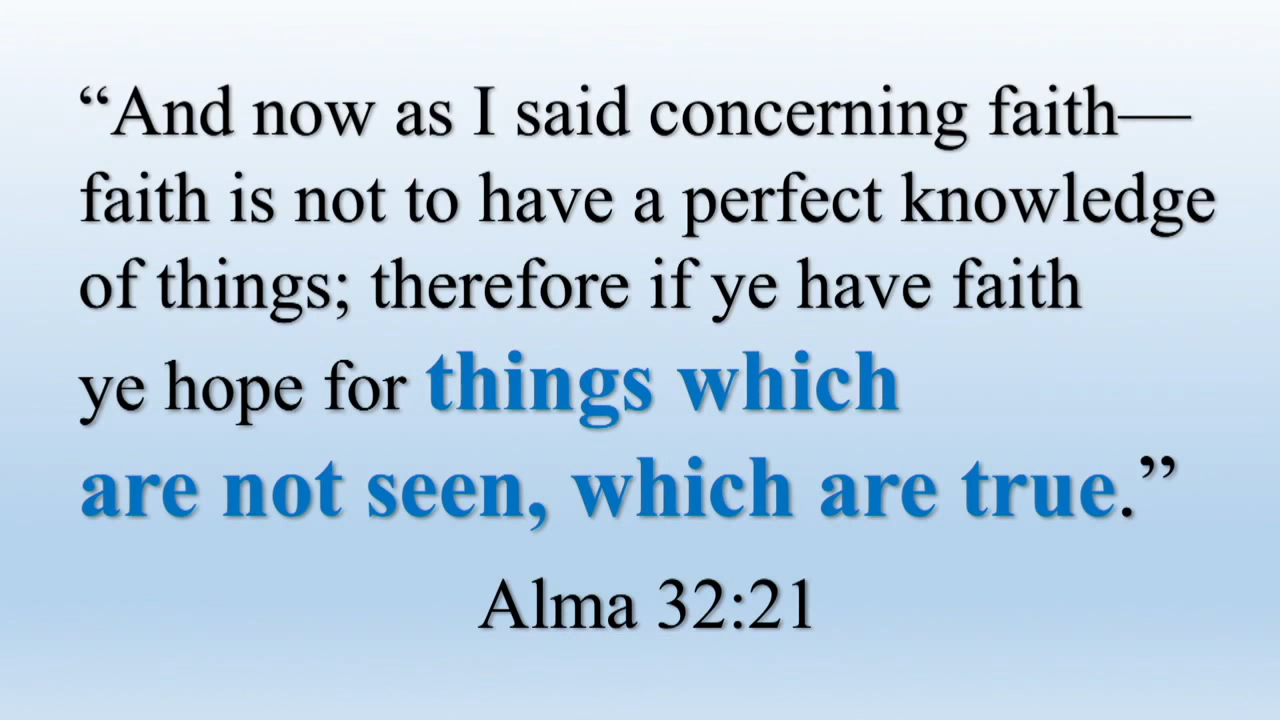 “And now as I said concerning faith—
faith is not to have a perfect knowledge
of things; therefore if ye have faith
ye hope for things which
are not seen, which are true.”
Alma 32:21